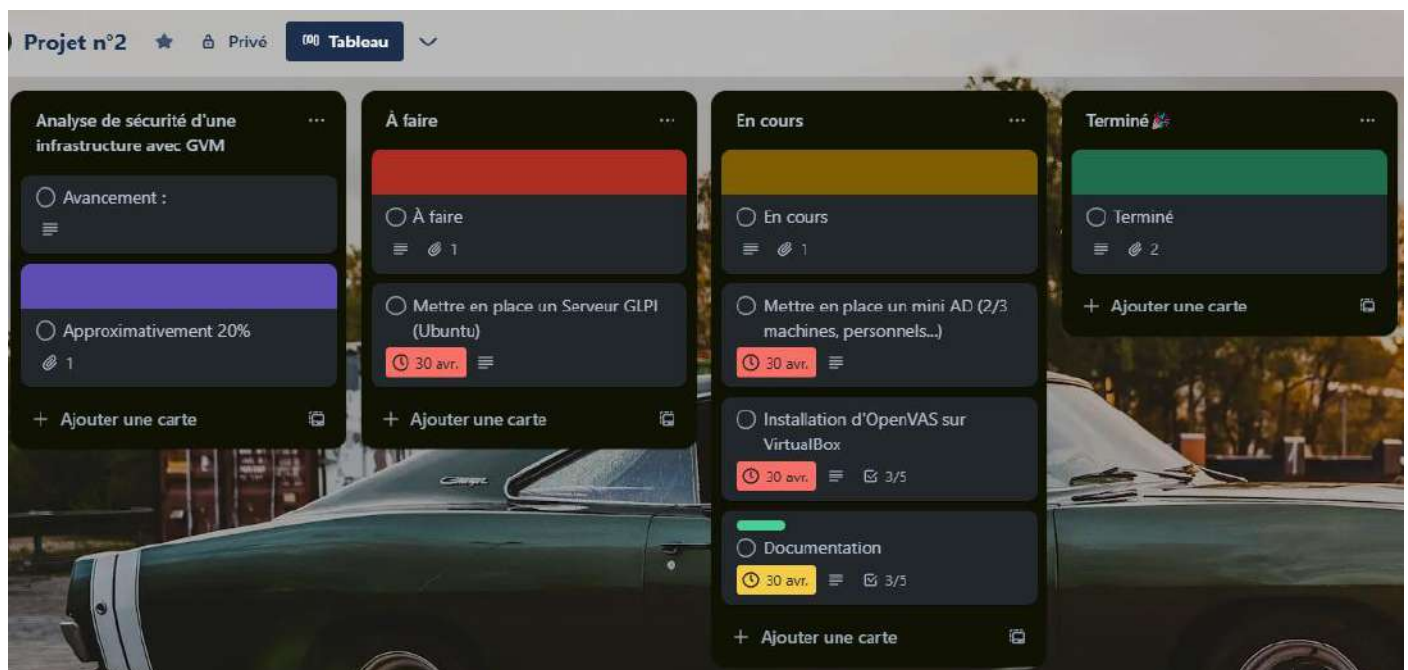 Projet n°2
Privé
Tableau
Analyse de sécurité d'une
infrastructure avec GVM
Avancement :
Approximativement 20%
1
+ Ajouter une carte
À faire
À faire
1
Mettre en place un Serveur GLPI
(Ubuntu)
30 avr.
+ Ajouter une carte
En cours
En cours
1
Mettre en place un mini AD (2/3
machines, personnels...)
30 avr.
Installation d'OpenVAS sur
VirtualBox
30 avr.
3/5
Documentation
30 avr.
3/5
+ Ajouter une carte
Terminé
Terminé
2
+ Ajouter une carte